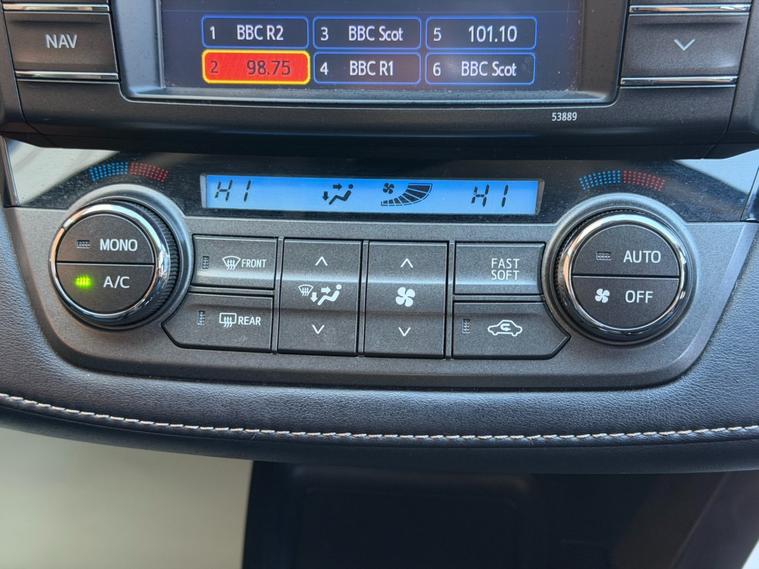 NAV
1 BBC R2 3 BBC Scot 5 101.10
2 98.75 4 BBC R1 6 BBC Scot
53889
HI HI
MONO
A/C
FRONT
REAR
FAST
SOFT
AUTO
OFF